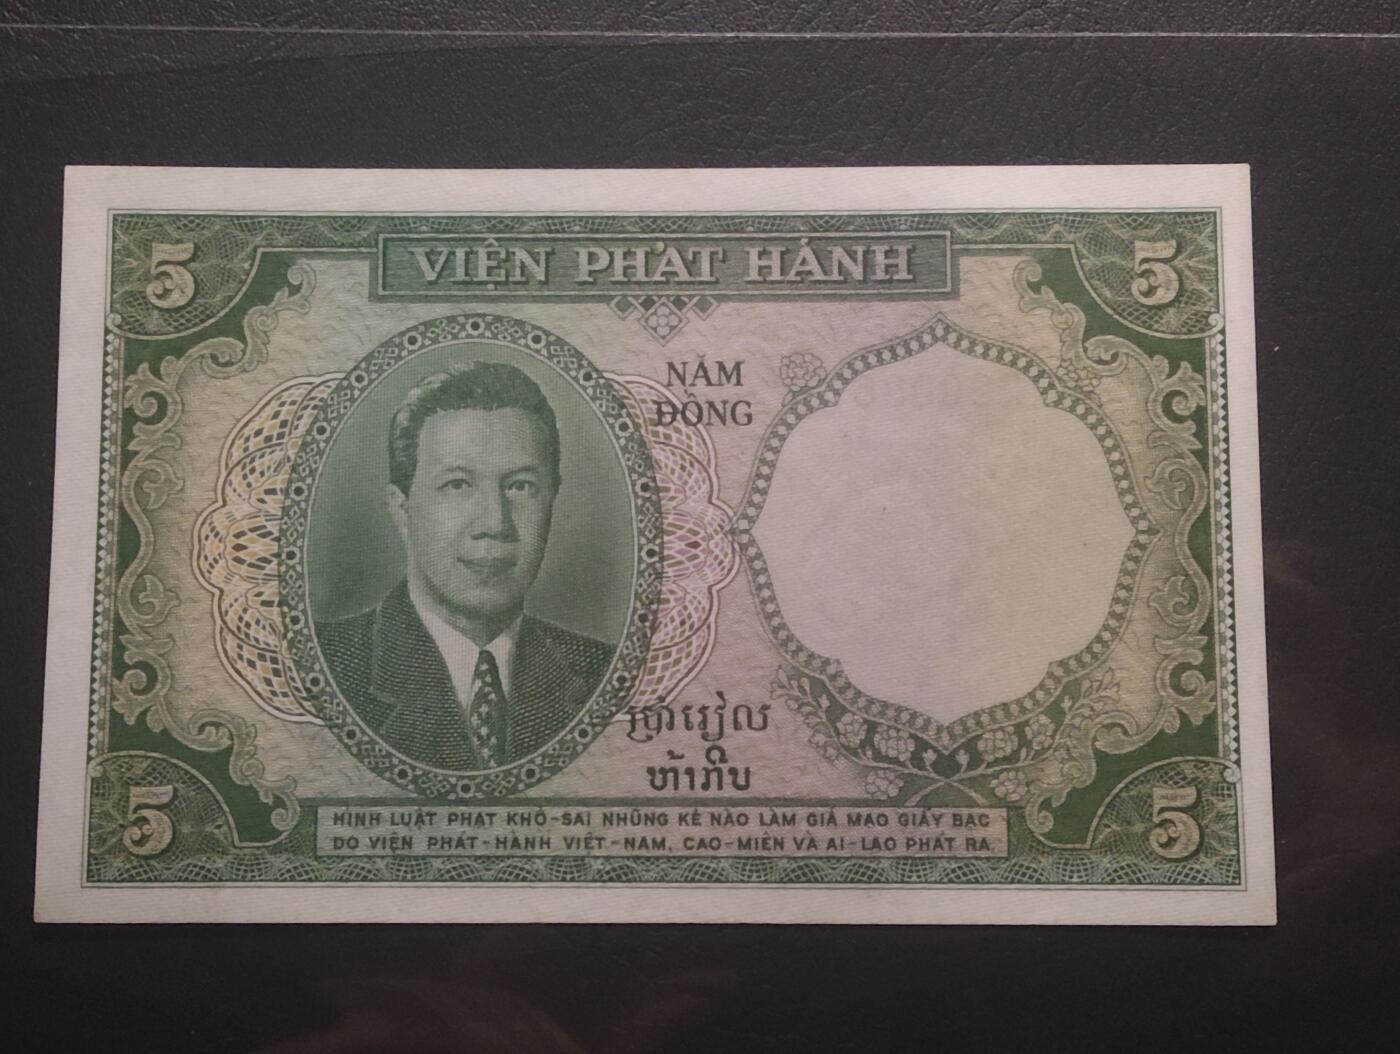 5
VIỆN PHÁT HÀNH
5
NĂM
ĐỒNG
ប្រាំរៀល
ຫ້າກີບ
5
HÌNH LUẬT PHẠT KHỔ-SAI NHỮNG KẺ NÀO LÀM GIẢ MẠO GIẤY BẠC
DO VIỆN PHÁT-HÀNH VIỆT-NAM, CAO-MIÊN VÀ AI-LAO PHÁT RA.
5